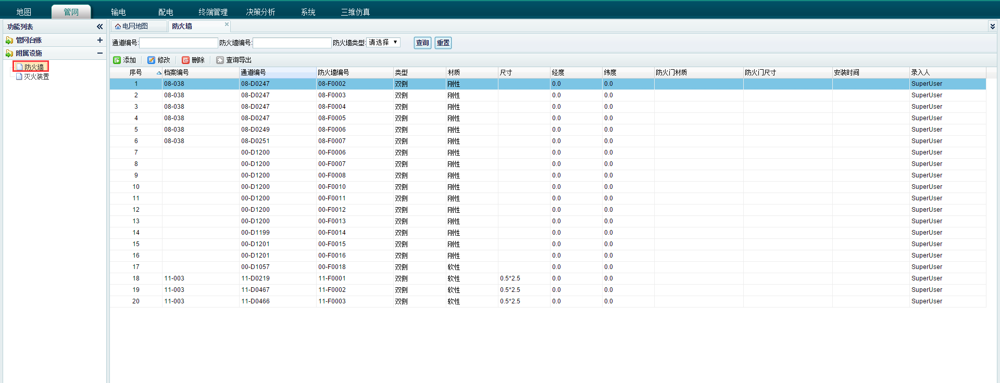 地图 管网 输电 配电 终端管理 决策分析 系统 三维仿真
功能列表 电网地图 防火墙
管网台账
附属设施
防火墙
灭火装置
通道编号: 防火墙编号: 防火墙类型: 请选择 查询 重置
添加 修改 删除 查询导出
序号 档案编号 通道编号 防火墙编号 类型 材质 尺寸 经度 纬度 防火门材质 防火门尺寸 安装时间 录入人
1 08-038 08-D0247 08-F0002 双侧 刚性 0.0 0.0 SuperUser
2 08-038 08-D0247 08-F0003 双侧 刚性 0.0 0.0 SuperUser
3 08-038 08-D0247 08-F0004 双侧 刚性 0.0 0.0 SuperUser
4 08-038 08-D0247 08-F0005 双侧 刚性 0.0 0.0 SuperUser
5 08-038 08-D0249 08-F0006 双侧 刚性 0.0 0.0 SuperUser
6 08-038 08-D0251 08-F0007 双侧 刚性 0.0 0.0 SuperUser
7 00-D1200 00-F0006 双侧 刚性 0.0 0.0 SuperUser
8 00-D1200 00-F0007 双侧 刚性 0.0 0.0 SuperUser
9 00-D1200 00-F0008 双侧 刚性 0.0 0.0 SuperUser
10 00-D1200 00-F0010 双侧 刚性 0.0 0.0 SuperUser
11 00-D1200 00-F0011 双侧 刚性 0.0 0.0 SuperUser
12 00-D1200 00-F0012 双侧 刚性 0.0 0.0 SuperUser
13 00-D1200 00-F0013 双侧 刚性 0.0 0.0 SuperUser
14 00-D1199 00-F0014 双侧 刚性 0.0 0.0 SuperUser
15 00-D1201 00-F0015 双侧 刚性 0.0 0.0 SuperUser
16 00-D1201 00-F0016 双侧 刚性 0.0 0.0 SuperUser
17 00-D1057 00-F0018 双侧 软性 0.0 0.0 SuperUser
18 11-003 11-D0219 11-F0001 双侧 软性 0.5*2.5 0.0 0.0 SuperUser
19 11-003 11-D0467 11-F0002 双侧 软性 0.5*2.5 0.0 0.0 SuperUser
20 11-003 11-D0466 11-F0003 双侧 软性 0.5*2.5 0.0 0.0 SuperUser